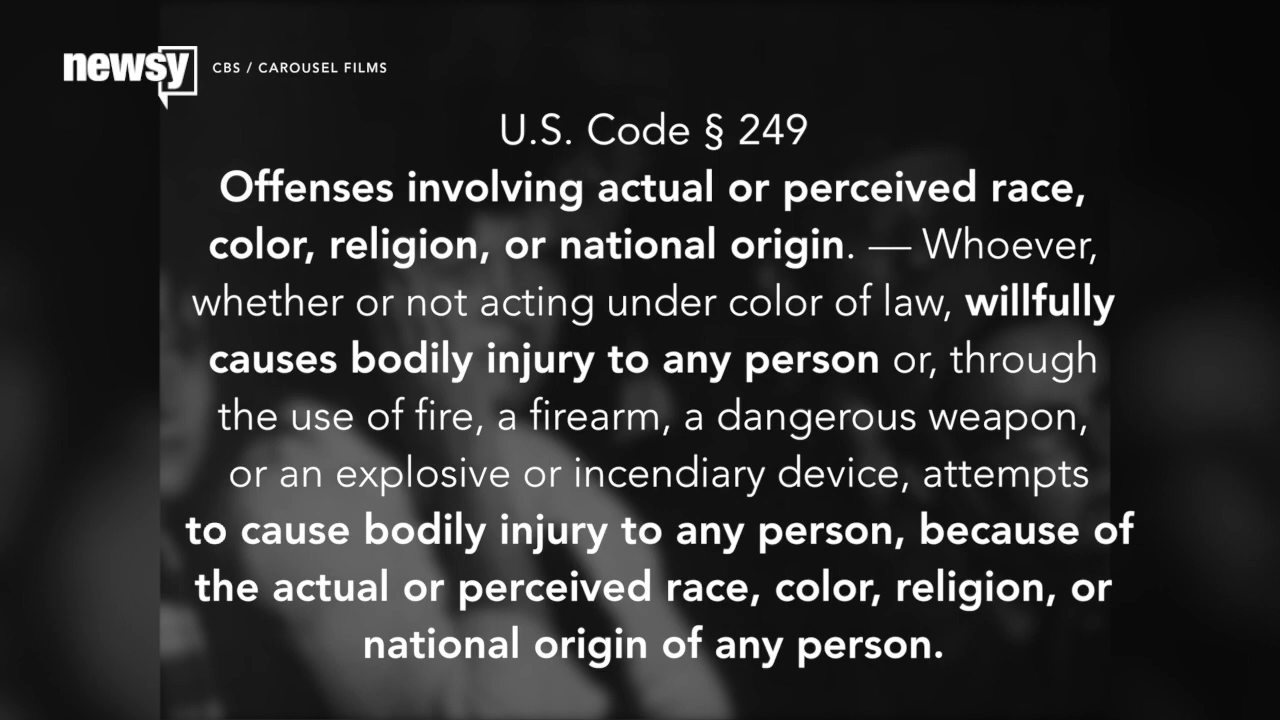 newsy
CBS / CAROUSEL FILMS
U.S. Code § 249
Offenses involving actual or perceived race,
color, religion, or national origin. — Whoever,
whether or not acting under color of law, willfully
causes bodily injury to any person or, through
the use of fire, a firearm, a dangerous weapon,
or an explosive or incendiary device, attempts
to cause bodily injury to any person, because of
the actual or perceived race, color, religion, or
national origin of any person.